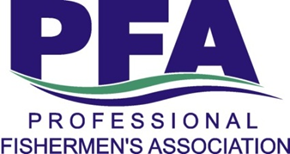 PFA
PROFESSIONAL
FISHERMEN'S ASSOCIATION